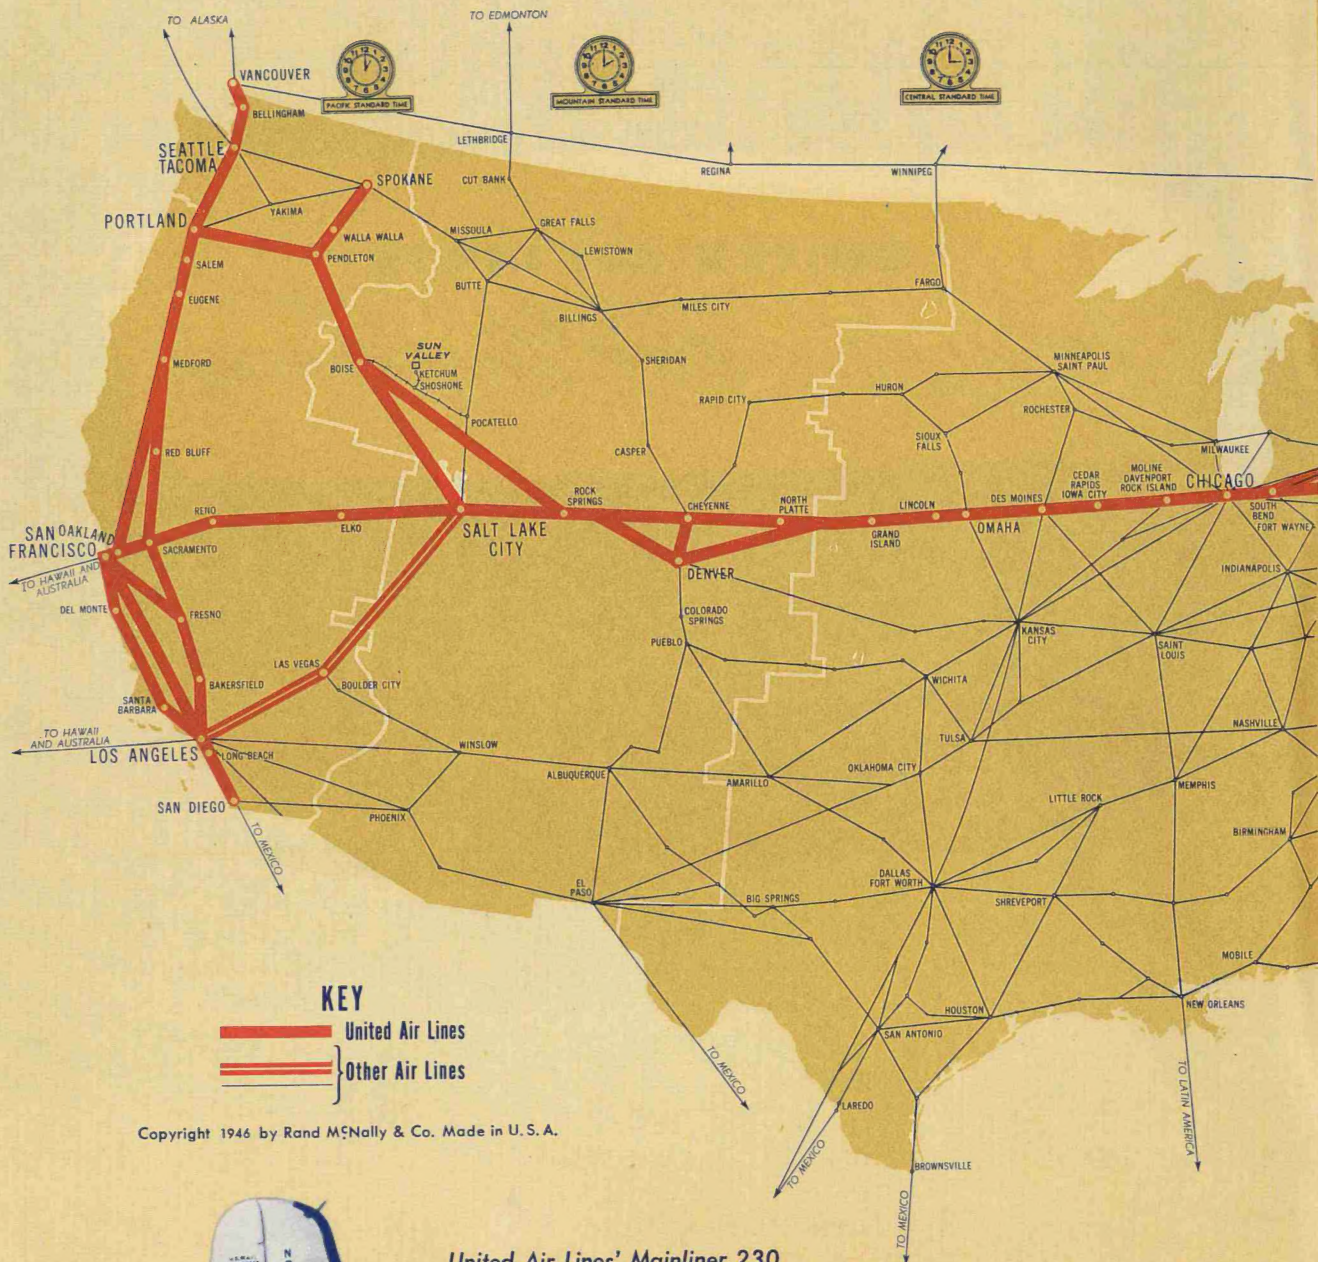 TO ALASKA
TO EDMONTON
VANCOUVER
PACIFIC STANDARD TIME
MOUNTAIN STANDARD TIME
CENTRAL STANDARD TIME
BELLINGHAM
LETHBRIDGE
SEATTLE
TACOMA
REGINA
WINNIPEG
SPOKANE
CUT BANK
YAKIMA
PORTLAND
WALLA WALLA
MISSOULA
GREAT FALLS
PENDLETON
LEWISTOWN
SALEM
BUTTE
FARGO
EUGENE
MILES CITY
BILLINGS
SUN
VALLEY
MINNEAPOLIS
SAINT PAUL
MEDFORD
BOISE
KETCHUM
SHOSHONE
SHERIDAN
HURON
RAPID CITY
ROCHESTER
POCATELLO
SIOUX
FALLS
RED BLUFF
CASPER
MILWAUKEE
MOLINE
DAVENPORT
ROCK ISLAND
CEDAR
RAPIDS
IOWA CITY
CHICAGO
ROCK
SPRINGS
CHEYENNE
NORTH
PLATTE
LINCOLN
DES MOINES
SOUTH
BEND
RENO
ELKO
SALT LAKE
CITY
GRAND
ISLAND
OMAHA
FORT WAYNE
SAN
FRANCISCO
OAKLAND
SACRAMENTO
TO HAWAII AND
AUSTRALIA
DENVER
INDIANAPOLIS
DEL MONTE
FRESNO
COLORADO
SPRINGS
KANSAS
CITY
PUEBLO
SAINT
LOUIS
LAS VEGAS
BAKERSFIELD
BOULDER CITY
WICHITA
SANTA
BARBARA
NASHVILLE
TO HAWAII
AND AUSTRALIA
LOS ANGELES
LONG BEACH
WINSLOW
TULSA
ALBUQUERQUE
AMARILLO
OKLAHOMA CITY
MEMPHIS
SAN DIEGO
PHOENIX
LITTLE ROCK
BIRMINGHAM
TO MEXICO
DALLAS
FORT WORTH
EL
PASO
BIG SPRINGS
SHREVEPORT
MOBILE
KEY
United Air Lines
Other Air Lines
HOUSTON
NEW ORLEANS
SAN ANTONIO
TO MEXICO
TO LATIN AMERICA
LAREDO
Copyright 1946 by Rand McNally & Co. Made in U. S. A.
TO MEXICO
BROWNSVILLE
TO MEXICO
United Air Lines' Mainliner 230